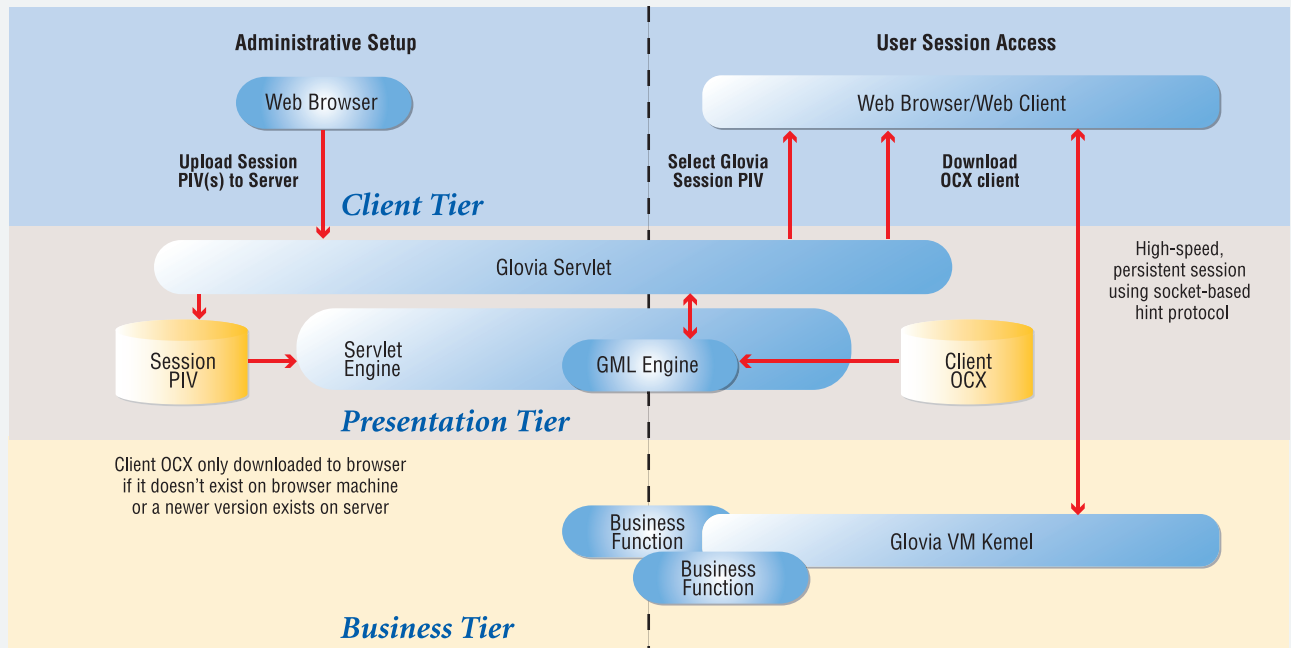 Administrative Setup
User Session Access
Web Browser
Web Browser/Web Client
Upload Session
PIV(s) to Server
Select Glovia
Session PIV
Download
OCX client
Client Tier
Glovia Servlet
High-speed,
persistent session
using socket-based
hint protocol
Session
PIV
Servlet
Engine
GML Engine
Client
OCX
Presentation Tier
Client OCX only downloaded to browser
if it doesn't exist on browser machine
or a newer version exists on server
Business
Function
Glovia VM Kemel
Business
Function
Business Tier